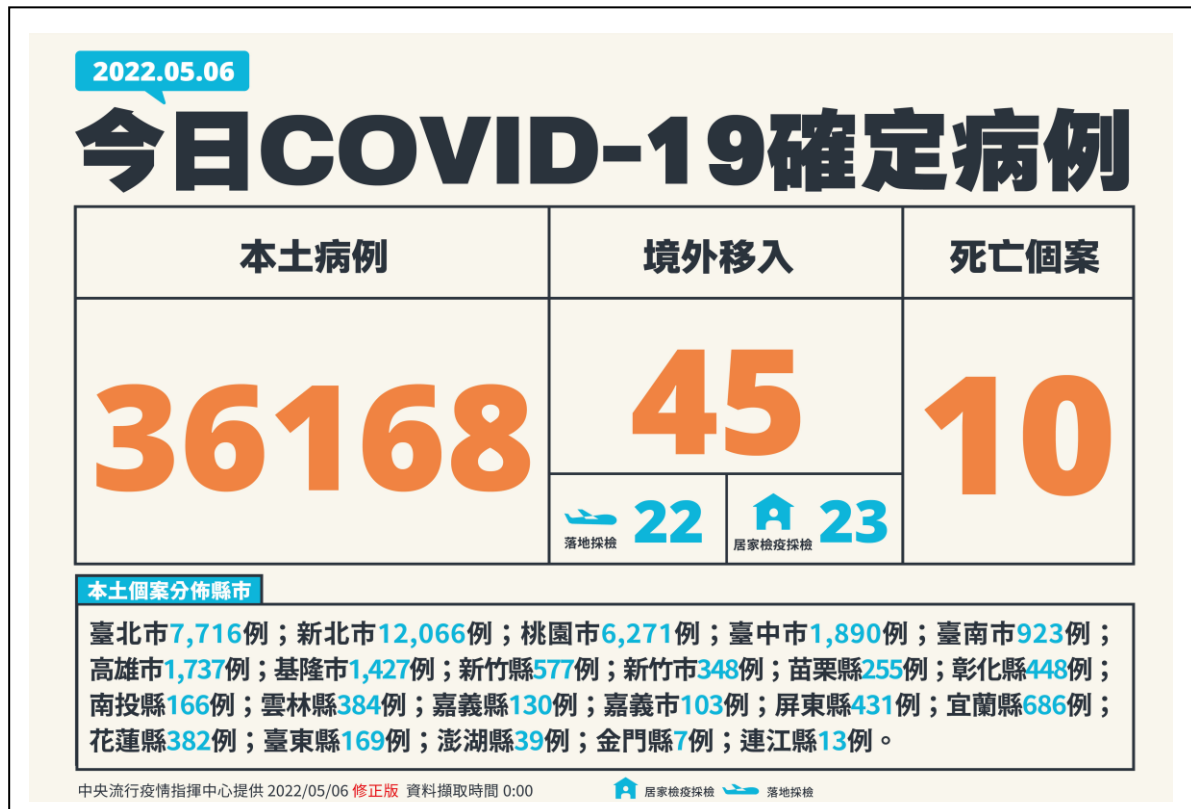 2022.05.06
今日COVID-19確定病例
本土病例
境外移入
死亡個案
36168
45
10
22
落地採檢
23
居家檢疫採檢
本土個案分佈縣市
臺北市7,716例；新北市12,066例；桃園市6,271例；臺中市1,890例；臺南市923例；
高雄市1,737例；基隆市1,427例；新竹縣577例；新竹市348例；苗栗縣255例；彰化縣448例；
南投縣166例；雲林縣384例；嘉義縣130例；嘉義市103例；屏東縣431例；宜蘭縣686例；
花蓮縣382例；臺東縣169例；澎湖縣39例；金門縣7例；連江縣13例。
中央流行疫情指揮中心提供 2022/05/06 修正版 資料擷取時間 0:00
居家檢疫採檢
落地採檢